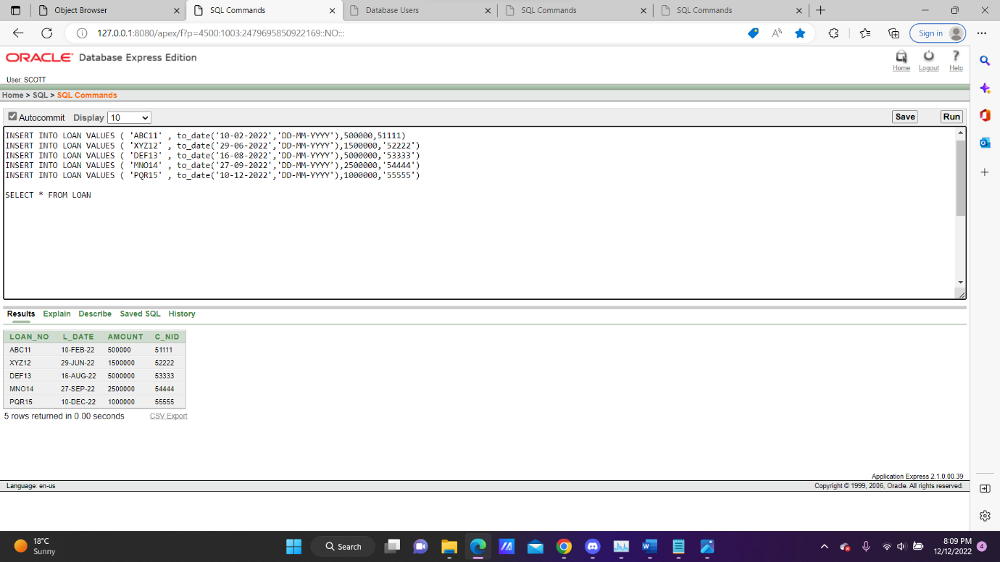 Object Browser
SQL Commands
Database Users
SQL Commands
SQL Commands
127.0.0.1:8080/apex/f?p=4500:1003:2479695850922169::NO:::
Sign in
ORACLE Database Express Edition
Home Logout Help
User: SCOTT
Home > SQL > SQL Commands
Autocommit Display 10 Save Run
INSERT INTO LOAN VALUES ( 'ABC11' , to_date('10-02-2022','DD-MM-YYYY'),500000,51111)
INSERT INTO LOAN VALUES ( 'XYZ12' , to_date('29-06-2022','DD-MM-YYYY'),1500000,'52222')
INSERT INTO LOAN VALUES ( 'DEF13' , to_date('16-08-2022','DD-MM-YYYY'),5000000,'53333')
INSERT INTO LOAN VALUES ( 'MNO14' , to_date('27-09-2022','DD-MM-YYYY'),2500000,'54444')
INSERT INTO LOAN VALUES ( 'PQR15' , to_date('10-12-2022','DD-MM-YYYY'),1000000,'55555')
SELECT * FROM LOAN
Results Explain Describe Saved SQL History
LOAN_NO L_DATE AMOUNT C_NID
ABC11 10-FEB-22 500000 51111
XYZ12 29-JUN-22 1500000 52222
DEF13 16-AUG-22 5000000 53333
MNO14 27-SEP-22 2500000 54444
PQR15 10-DEC-22 1000000 55555
5 rows returned in 0.00 seconds CSV Export
Application Express 2.1.0.00.39
Language: en-us Copyright © 1999, 2006, Oracle. All rights reserved.
18°C
Sunny
Search
8:09 PM
12/12/2022
4